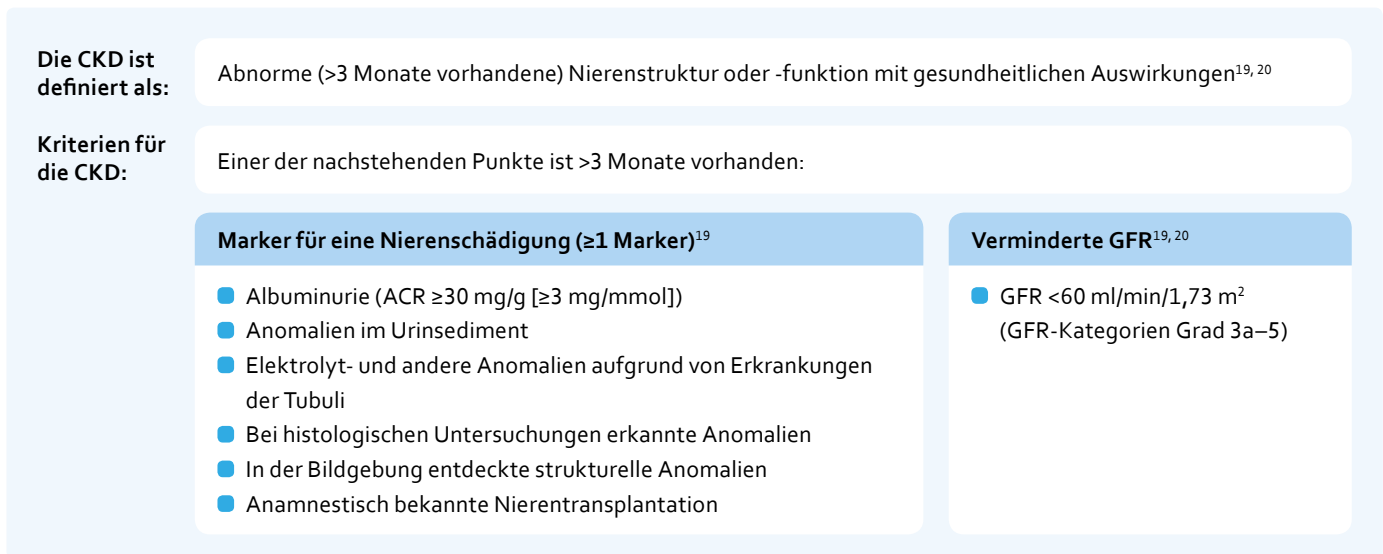 Die CKD ist
definiert als:
Abnorme (>3 Monate vorhandene) Nierenstruktur oder -funktion mit gesundheitlichen Auswirkungen19, 20
Kriterien für
die CKD:
Einer der nachstehenden Punkte ist >3 Monate vorhanden:
Marker für eine Nierenschädigung (≥1 Marker)19
Albuminurie (ACR ≥30 mg/g [≥3 mg/mmol])
Anomalien im Urinsediment
Elektrolyt- und andere Anomalien aufgrund von Erkrankungen
der Tubuli
Bei histologischen Untersuchungen erkannte Anomalien
In der Bildgebung entdeckte strukturelle Anomalien
Anamnestisch bekannte Nierentransplantation
Verminderte GFR19, 20
GFR <60 ml/min/1,73 m2
(GFR-Kategorien Grad 3a–5)